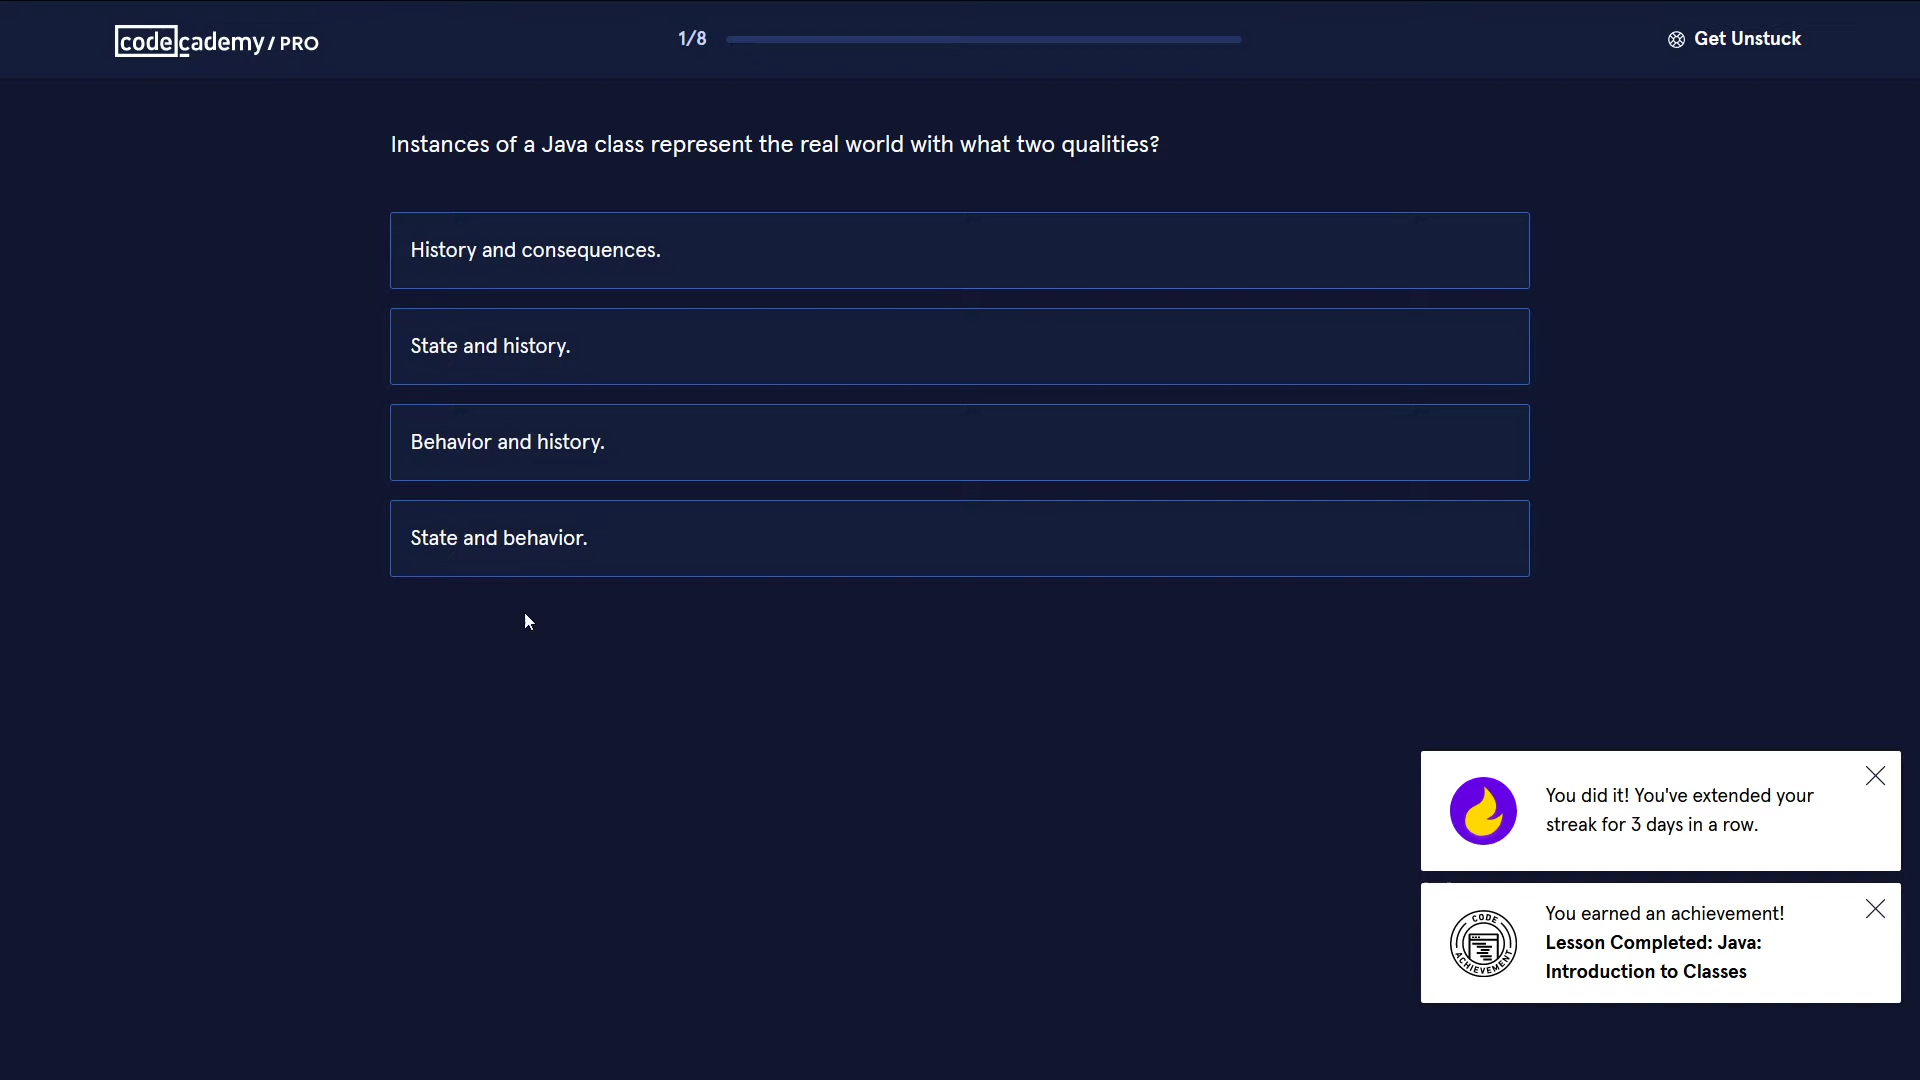 codecademy / PRO
1/8
Get Unstuck
Instances of a Java class represent the real world with what two qualities?
History and consequences.
State and history.
Behavior and history.
State and behavior.
You did it! You've extended your
streak for 3 days in a row.
CODE
ACHIEVEMENT
You earned an achievement!
Lesson Completed: Java:
Introduction to Classes